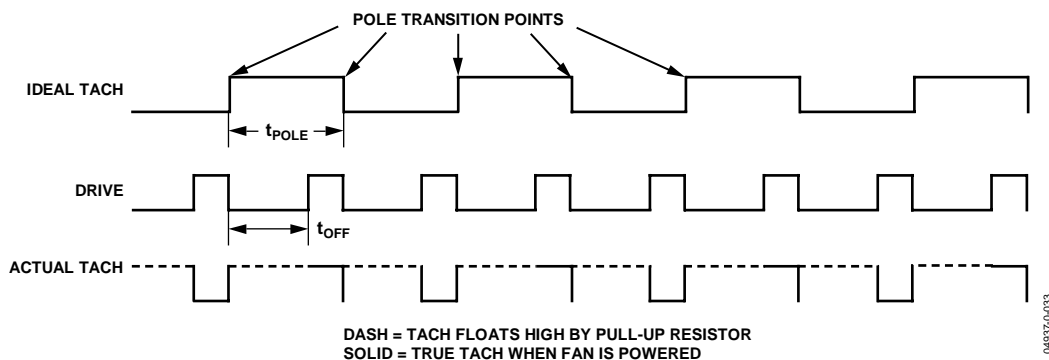 POLE TRANSITION POINTS
IDEAL TACH
tPOLE
DRIVE
tOFF
ACTUAL TACH
DASH = TACH FLOATS HIGH BY PULL-UP RESISTOR
SOLID = TRUE TACH WHEN FAN IS POWERED
04937-0-033